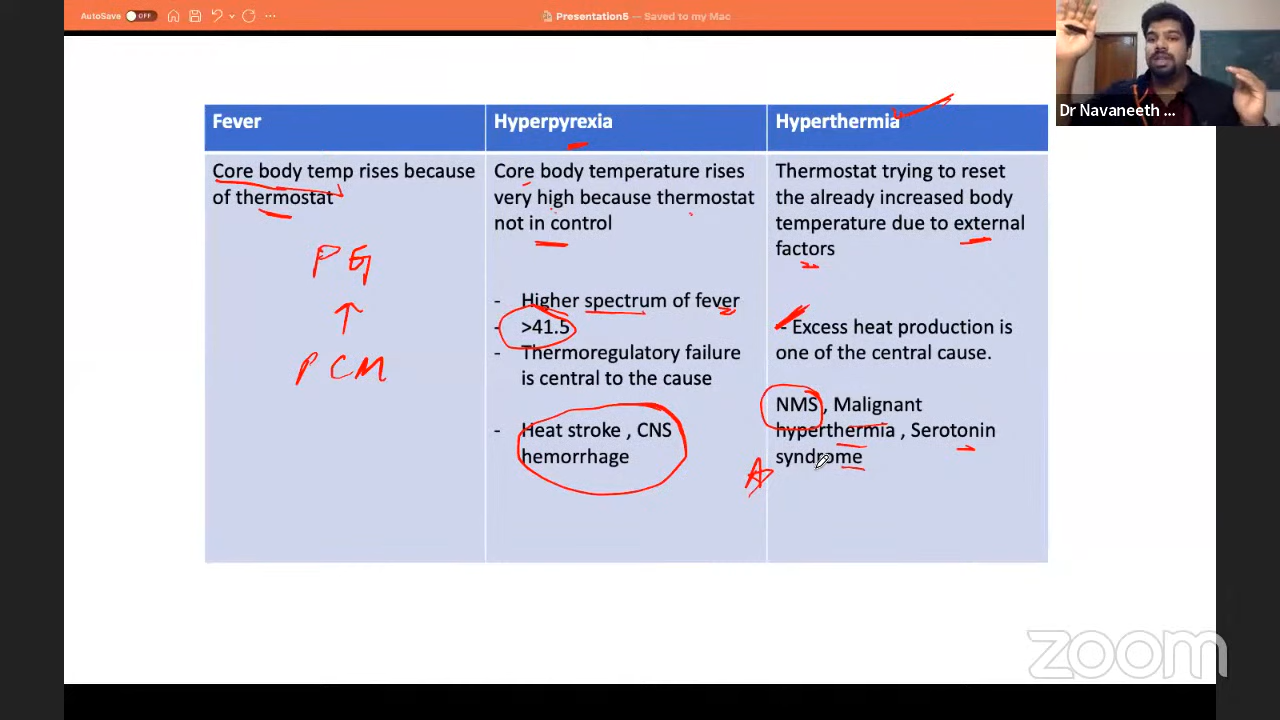 AutoSave OFF
Presentation5 — Saved to my Mac
Dr Navaneeth ...
Fever
Core body temp rises because
of thermostat
PG
↑
PCM
Hyperpyrexia
Core body temperature rises
very high because thermostat
not in control
- Higher spectrum of fever
- >41.5
- Thermoregulatory failure
is central to the cause
- Heat stroke , CNS
hemorrhage
Hyperthermia
Thermostat trying to reset
the already increased body
temperature due to external
factors
- Excess heat production is
one of the central cause.
NMS , Malignant
hyperthermia , Serotonin
syndrome
zoom